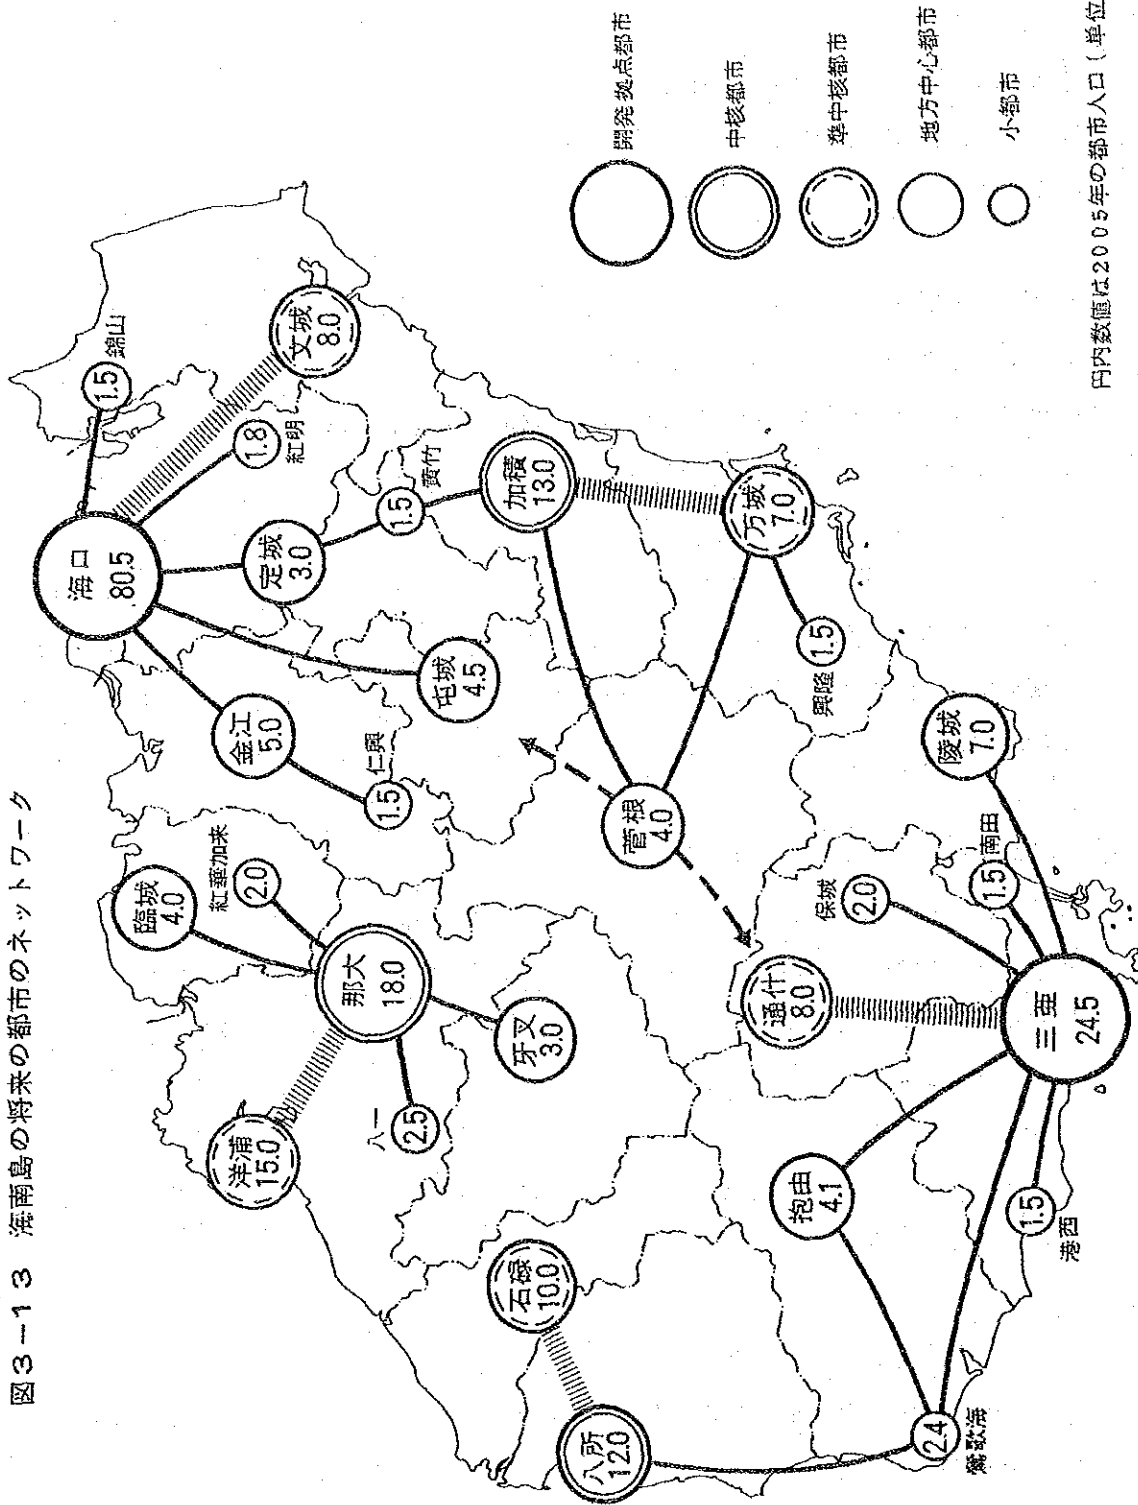 図3-13 海南島の将来の都市のネットワーク
海口
80.5
1.5
錦山
文城
8.0
1.8
紅明
定城
3.0
1.5
黄竹
加積
13.0
屯城
4.5
金江
5.0
1.5
仁興
万城
7.0
1.5
興隆
菅根
4.0
臨城
4.0
紅華加来
2.0
那大
18.0
洋浦
15.0
八一
2.5
牙叉
3.0
石碌
10.0
八所
12.0
通什
8.0
保城
2.0
陵城
7.0
1.5
南田
三亜
24.5
抱由
4.1
1.5
港西
2.4
鶯歌海
開発拠点都市
中核都市
準中核都市
地方中心都市
小都市
円内数値は2005年の都市人口(単位